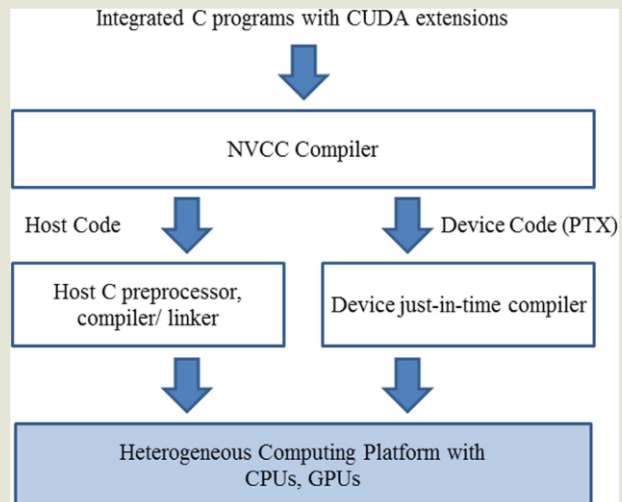 Integrated C programs with CUDA extensions
NVCC Compiler
Host Code
Device Code (PTX)
Host C preprocessor,
compiler/ linker
Device just-in-time compiler
Heterogeneous Computing Platform with
CPUs, GPUs